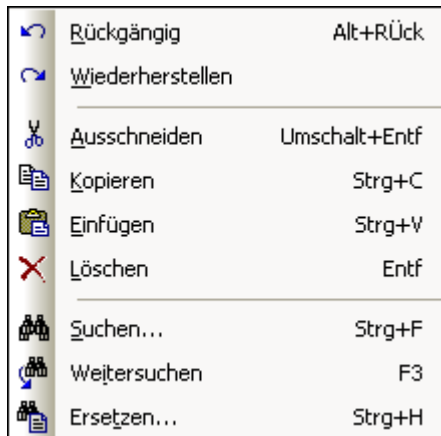 Rückgängig Alt+RÜck
Wiederherstellen
Ausschneiden Umschalt+Entf
Kopieren Strg+C
Einfügen Strg+V
Löschen Entf
Suchen... Strg+F
Weitersuchen F3
Ersetzen... Strg+H